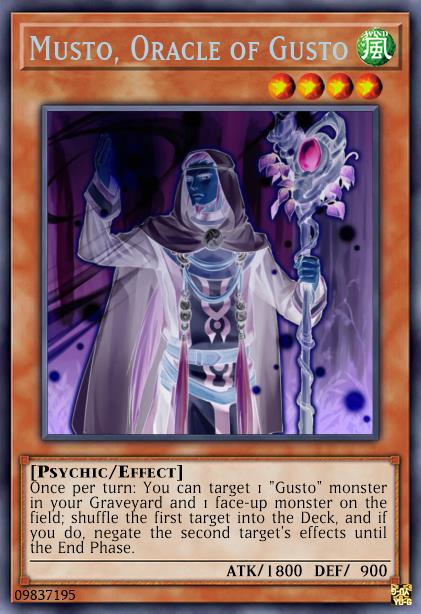 Musto, Oracle of Gusto
WIND
風
[Psychic/Effect]
Once per turn: You can target 1 "Gusto" monster
in your Graveyard and 1 face-up monster on the
field; shuffle the first target into the Deck, and if
you do, negate the second target's effects until
the End Phase.
ATK/1800 DEF/ 900
09837195